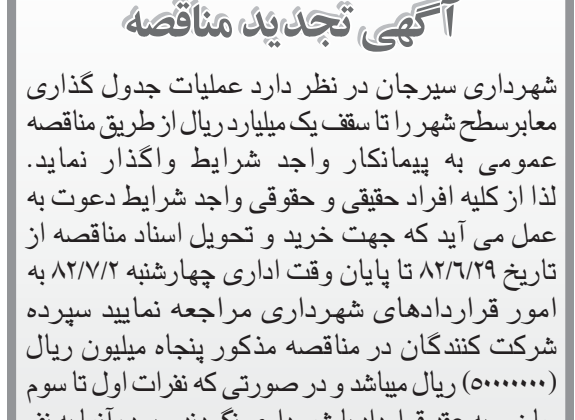 آگهی تجدید مناقصه
شهرداری سیرجان در نظر دارد عملیات جدول گذاری
معابرسطح شهر را تا سقف یک میلیارد ریال از طریق مناقصه
عمومی به پیمانکار واجد شرایط واگذار نماید.
لذا از کلیه افراد حقیقی و حقوقی واجد شرایط دعوت به
عمل می آید که جهت خرید و تحویل اسناد مناقصه از
تاریخ ۸۲/٦/۲۹ تا پایان وقت اداری چهارشنبه ۸۲/۷/۲ به
امور قراردادهای شهرداری مراجعه نمایید سپرده
شرکت کنندگان در مناقصه مذکور پنجاه میلیون ریال
(۵۰۰۰۰۰۰۰) ریال میباشد و در صورتی که نفرات اول تا سوم